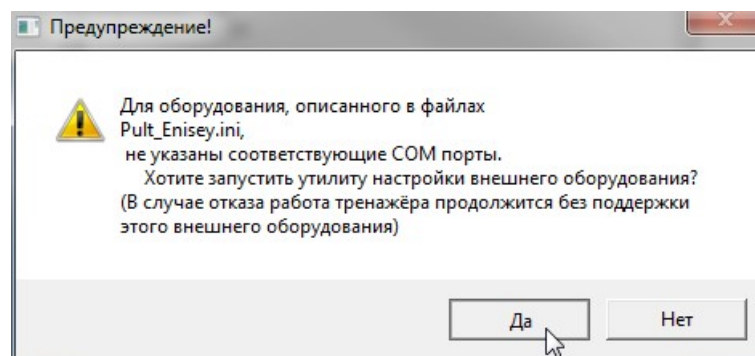 Предупреждение!
Для оборудования, описанного в файлах
Pult_Enisey.ini,
не указаны соответствующие COM порты.
Хотите запустить утилиту настройки внешнего оборудования?
(В случае отказа работа тренажёра продолжится без поддержки
этого внешнего оборудования)
Да
Нет